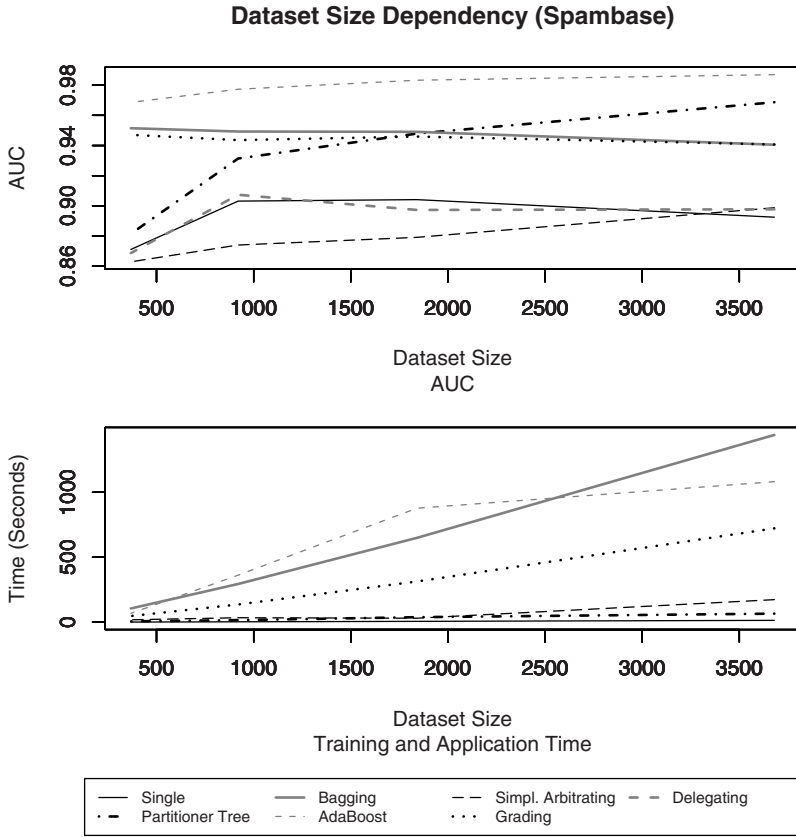 Dataset Size Dependency (Spambase)
AUC
0.98
0.94
0.90
0.86
500 1000 1500 2000 2500 3000 3500
Dataset Size
AUC
Time (Seconds)
1000
500
0
500 1000 1500 2000 2500 3000 3500
Dataset Size
Training and Application Time
Single Bagging Simpl. Arbitrating Delegating
Partitioner Tree AdaBoost Grading